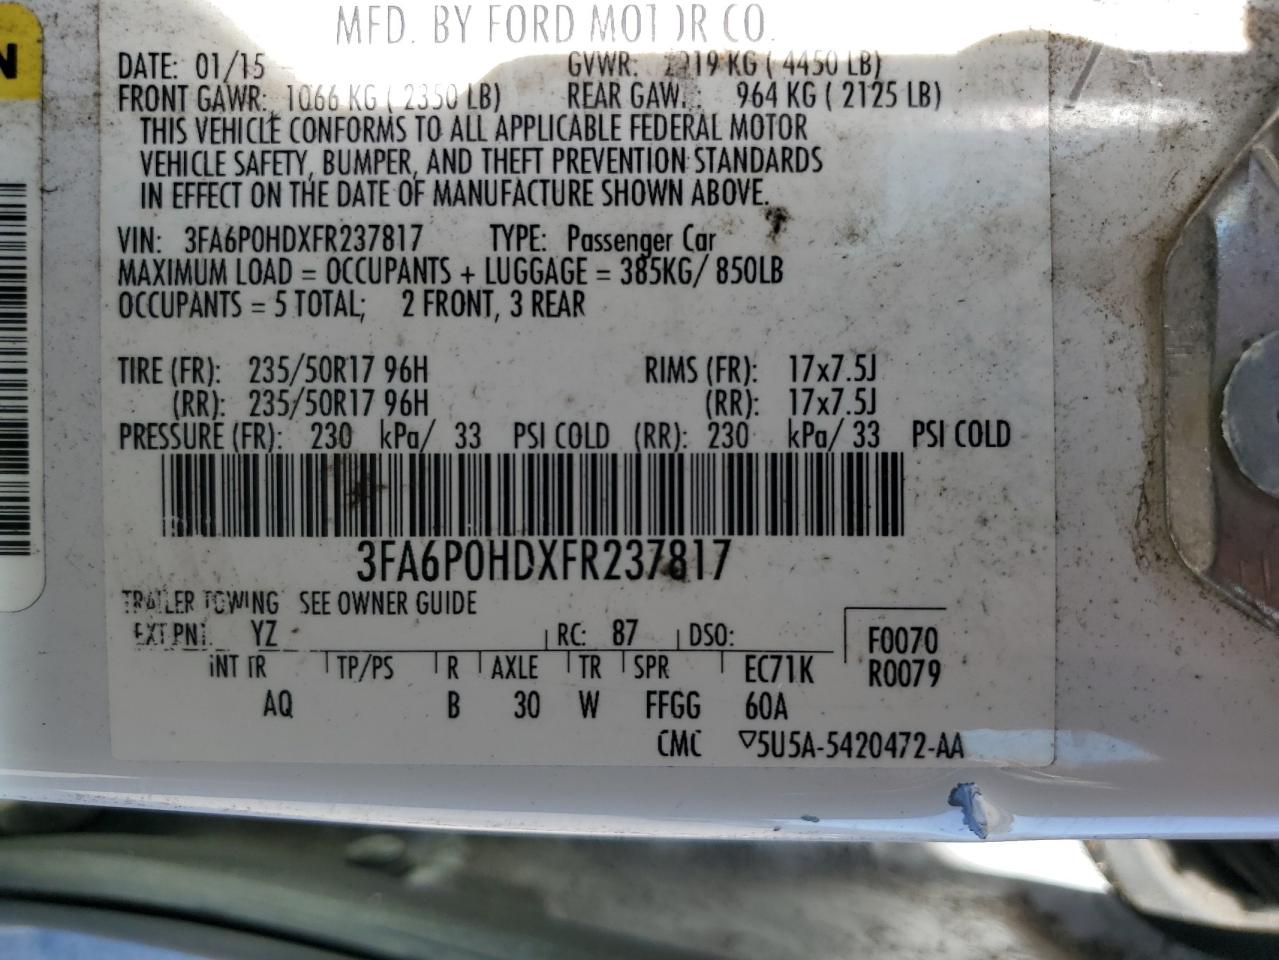 MFD. BY FORD MOTOR CO.
DATE: 01/15 GVWR: 2019 KG ( 4450 LB)
FRONT GAWR: 1066 KG ( 2350 LB) REAR GAW. 964 KG ( 2125 LB)
THIS VEHICLE CONFORMS TO ALL APPLICABLE FEDERAL MOTOR
VEHICLE SAFETY, BUMPER, AND THEFT PREVENTION STANDARDS
IN EFFECT ON THE DATE OF MANUFACTURE SHOWN ABOVE.
VIN: 3FA6P0HDXFR237817 TYPE: Passenger Car
MAXIMUM LOAD = OCCUPANTS + LUGGAGE = 385KG/ 850LB
OCCUPANTS = 5 TOTAL; 2 FRONT, 3 REAR
TIRE (FR): 235/50R17 96H RIMS (FR): 17x7.5J
(RR): 235/50R17 96H (RR): 17x7.5J
PRESSURE (FR): 230 kPa/ 33 PSI COLD (RR): 230 kPa/ 33 PSI COLD
3FA6P0HDXFR237817
TRAILER TOWING SEE OWNER GUIDE
EXT PNT: YZ RC: 87 DSO: F0070
INT TR TP/PS R AXLE TR SPR EC71K R0079
AQ B 30 W FFGG 60A
CMC ▽5U5A-5420472-AA